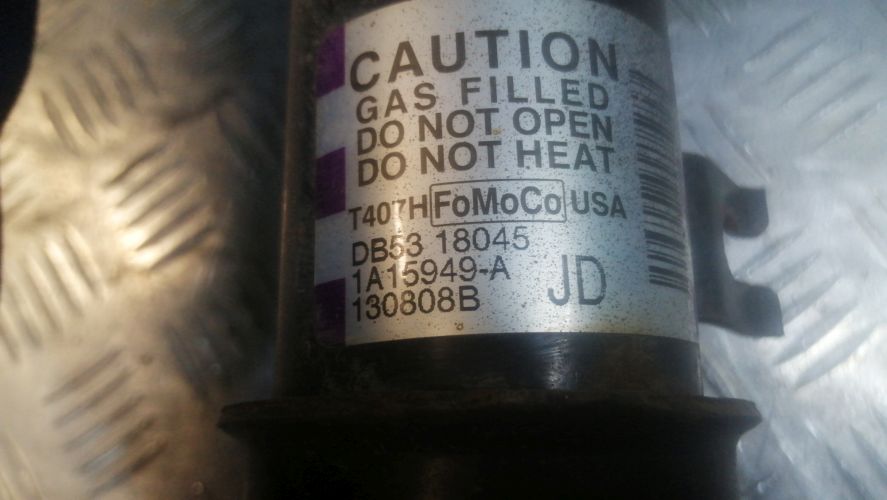 CAUTION
GAS FILLED
DO NOT OPEN
DO NOT HEAT
T407H FoMoCo USA
DB53 18045
1A15949-A JD
130808B